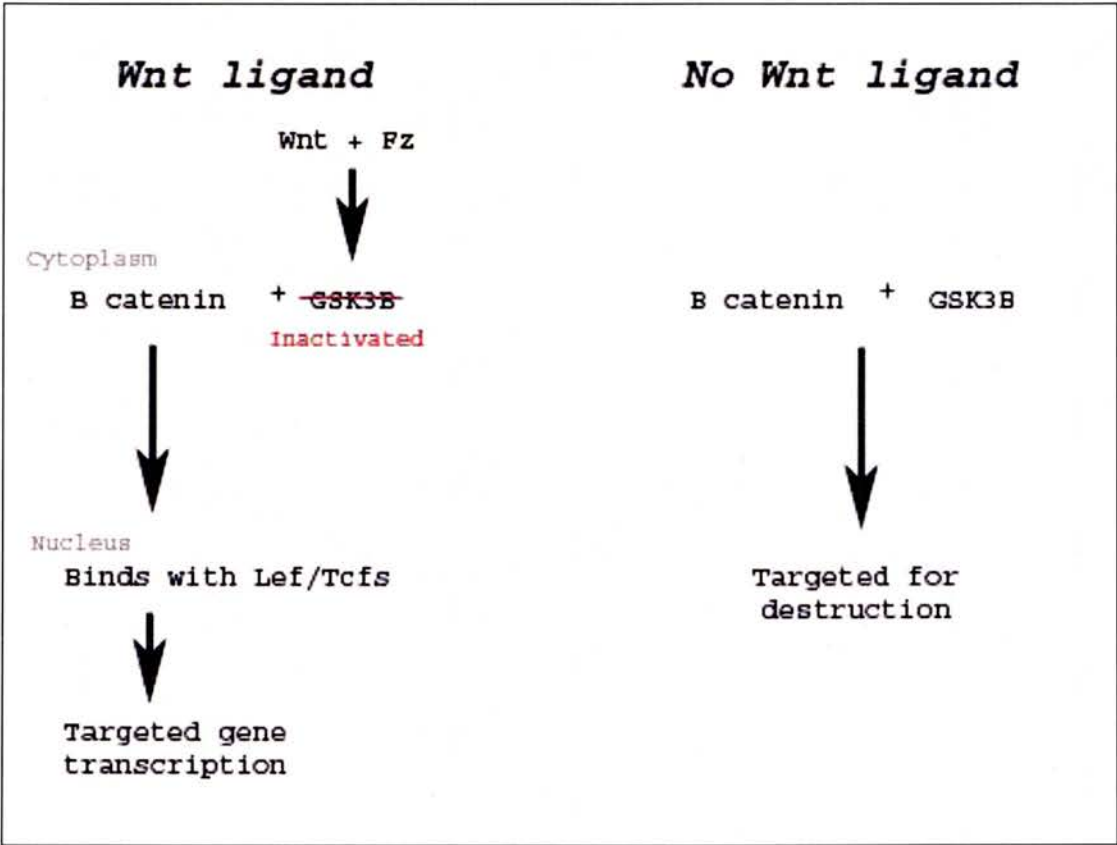 Wnt ligand
Wnt + Fz
Cytoplasm
B catenin + GSK3B
Inactivated
Nucleus
Binds with Lef/Tcfs
Targeted gene
transcription
No Wnt ligand
B catenin + GSK3B
Targeted for
destruction